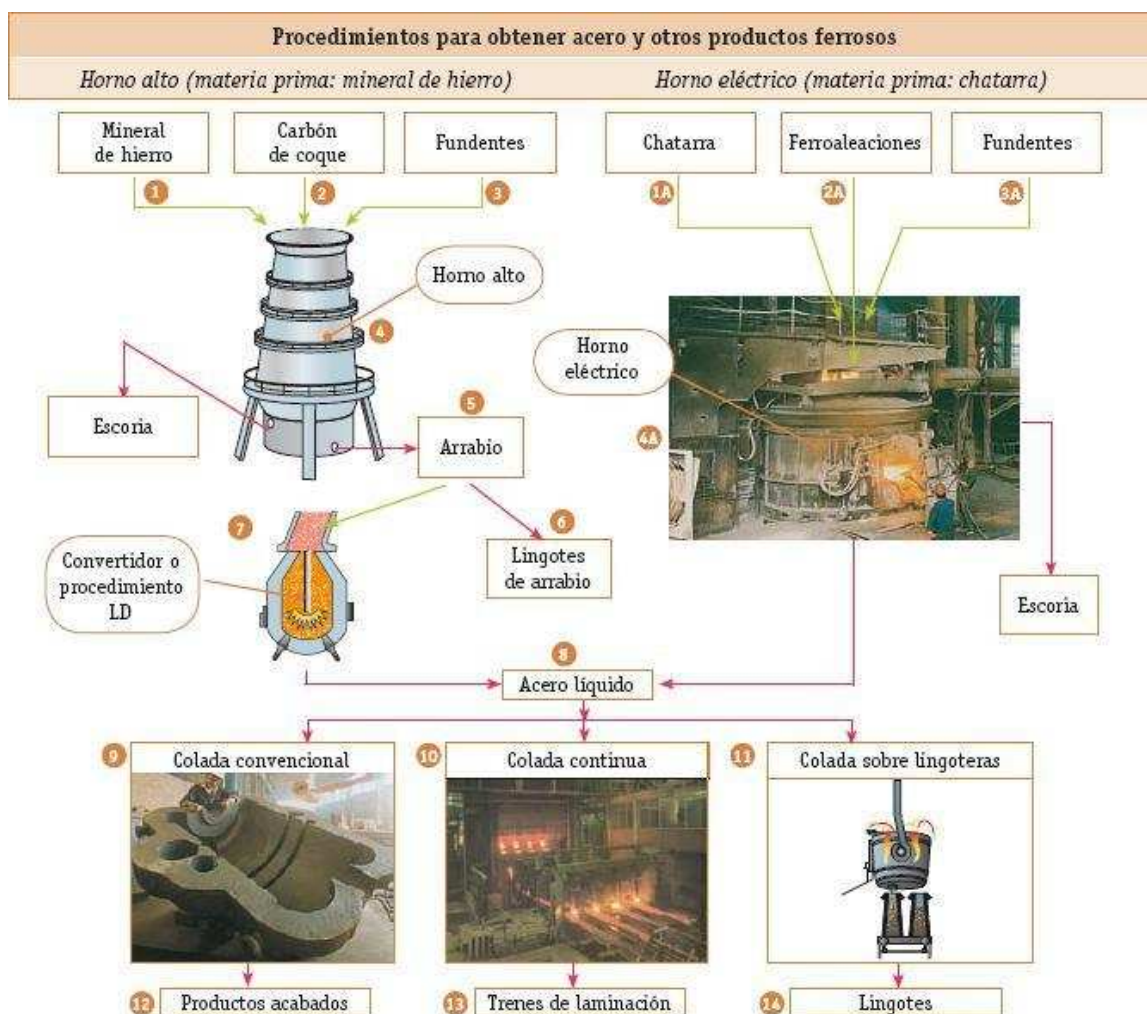 Procedimientos para obtener acero y otros productos ferrosos
Horno alto (materia prima: mineral de hierro)
Horno eléctrico (materia prima: chatarra)
Mineral
de hierro
Carbón
de coque
Fundentes
Chatarra
Ferroaleaciones
Fundentes
1
2
3
1A
2A
3A
Horno alto
4
Horno
eléctrico
4A
Escoria
5
Arrabio
7
6
Lingotes
de arrabio
Convertidor o
procedimiento
LD
Escoria
8
Acero líquido
9
Colada convencional
10
Colada continua
11
Colada sobre lingoteras
12
Productos acabados
13
Trenes de laminación
14
Lingotes